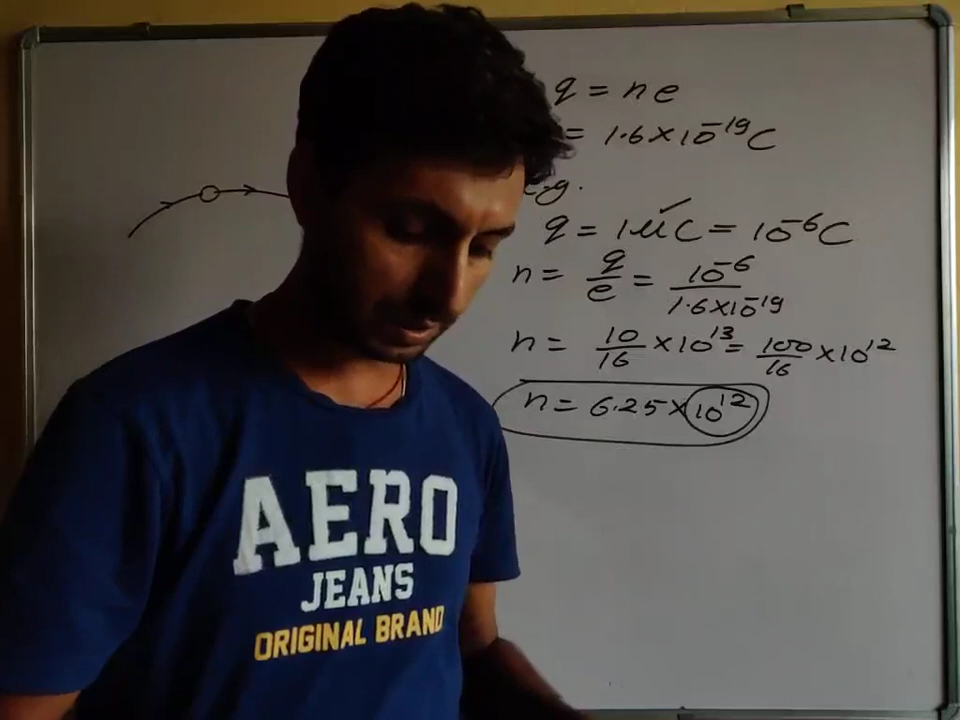 q = ne
= 1.6×10⁻¹⁹C
e.g.
q = 1μC = 10⁻⁶C
n = q/e = 10⁻⁶/1.6×10⁻¹⁹
n = 10/16 ×10¹³ = 100/16 ×10¹²
n = 6.25×10¹²
AERO
JEANS
ORIGINAL BRAND